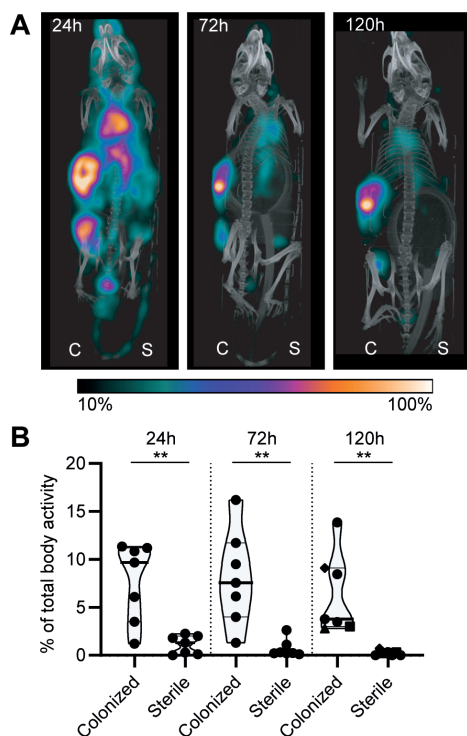 A
24h
72h
120h
C S
C S
C S
10% 100%
B
24h 72h 120h
** ** **
20
15
10
5
0
% of total body activity
Colonized
Sterile
Colonized
Sterile
Colonized
Sterile